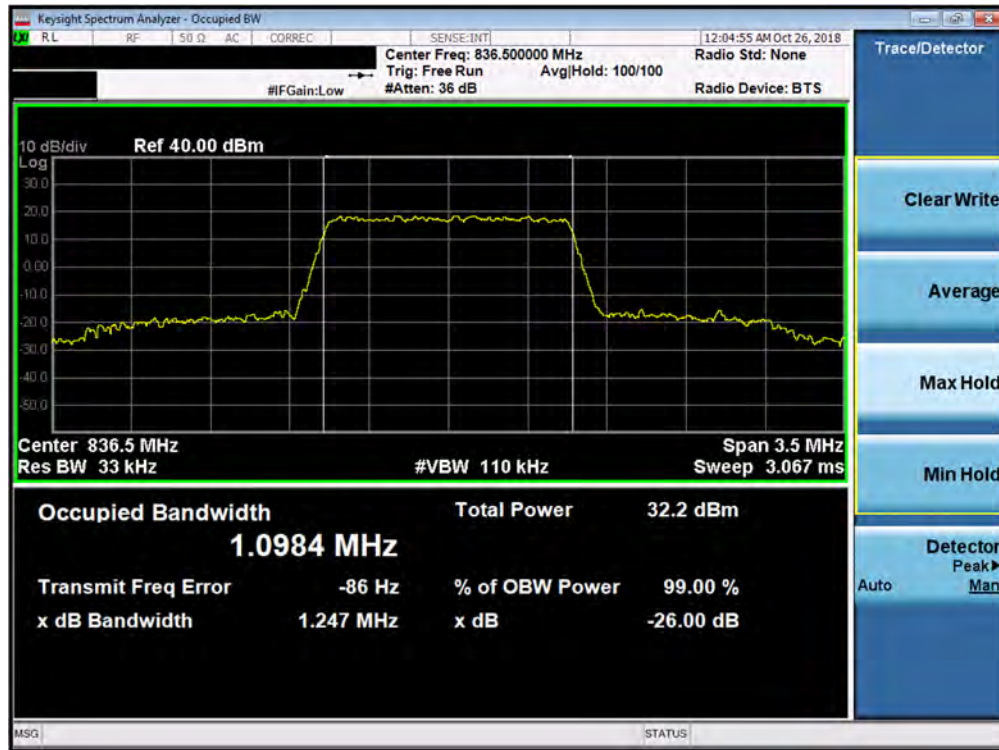 Keysight Spectrum Analyzer - Occupied BW
LXI RL RF 50 Ω AC CORREC SENSE:INT 12:04:55 AM Oct 26, 2018
Center Freq: 836.500000 MHz Radio Std: None
Trig: Free Run Avg|Hold: 100/100
#IFGain:Low #Atten: 36 dB Radio Device: BTS
10 dB/div Ref 40.00 dBm
Log
30.0
20.0
10.0
0.00
-10.0
-20.0
-30.0
-40.0
-50.0
Center 836.5 MHz Span 3.5 MHz
Res BW 33 kHz #VBW 110 kHz Sweep 3.067 ms
Occupied Bandwidth Total Power 32.2 dBm
1.0984 MHz
Transmit Freq Error -86 Hz % of OBW Power 99.00 %
x dB Bandwidth 1.247 MHz x dB -26.00 dB
MSG STATUS
Trace/Detector
Clear Write
Average
Max Hold
Min Hold
Detector
Peak
Auto Man